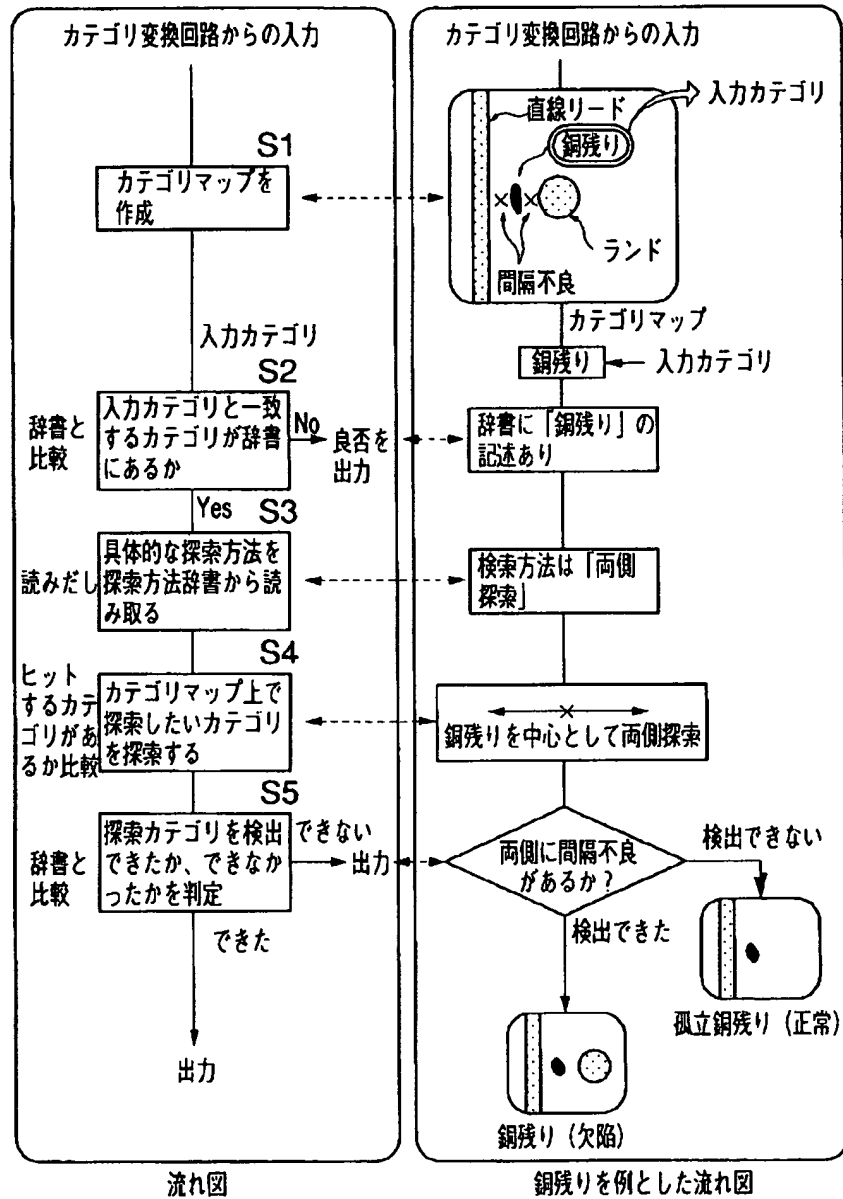 カテゴリ変換回路からの入力
S1
カテゴリマップを
作成
入力カテゴリ
S2
辞書と
比較
入力カテゴリと一致
するカテゴリが辞書
にあるか
No
良否を
出力
Yes
S3
読みだし
具体的な探索方法を
探索方法辞書から読
み取る
S4
ヒット
するカテ
ゴリがあ
るか比較
カテゴリマップ上で
探索したいカテゴリ
を探索する
S5
辞書と
比較
探索カテゴリを検出
できたか、できなか
ったかを判定
できない
出力
できた
出力
流れ図
カテゴリ変換回路からの入力
入力カテゴリ
直線リード
銅残り
ランド
間隔不良
カテゴリマップ
銅残り
入力カテゴリ
辞書に「銅残り」の
記述あり
検索方法は「両側
探索」
銅残りを中心として両側探索
両側に間隔不良
があるか?
検出できない
検出できた
孤立銅残り (正常)
銅残り (欠陥)
銅残りを例とした流れ図